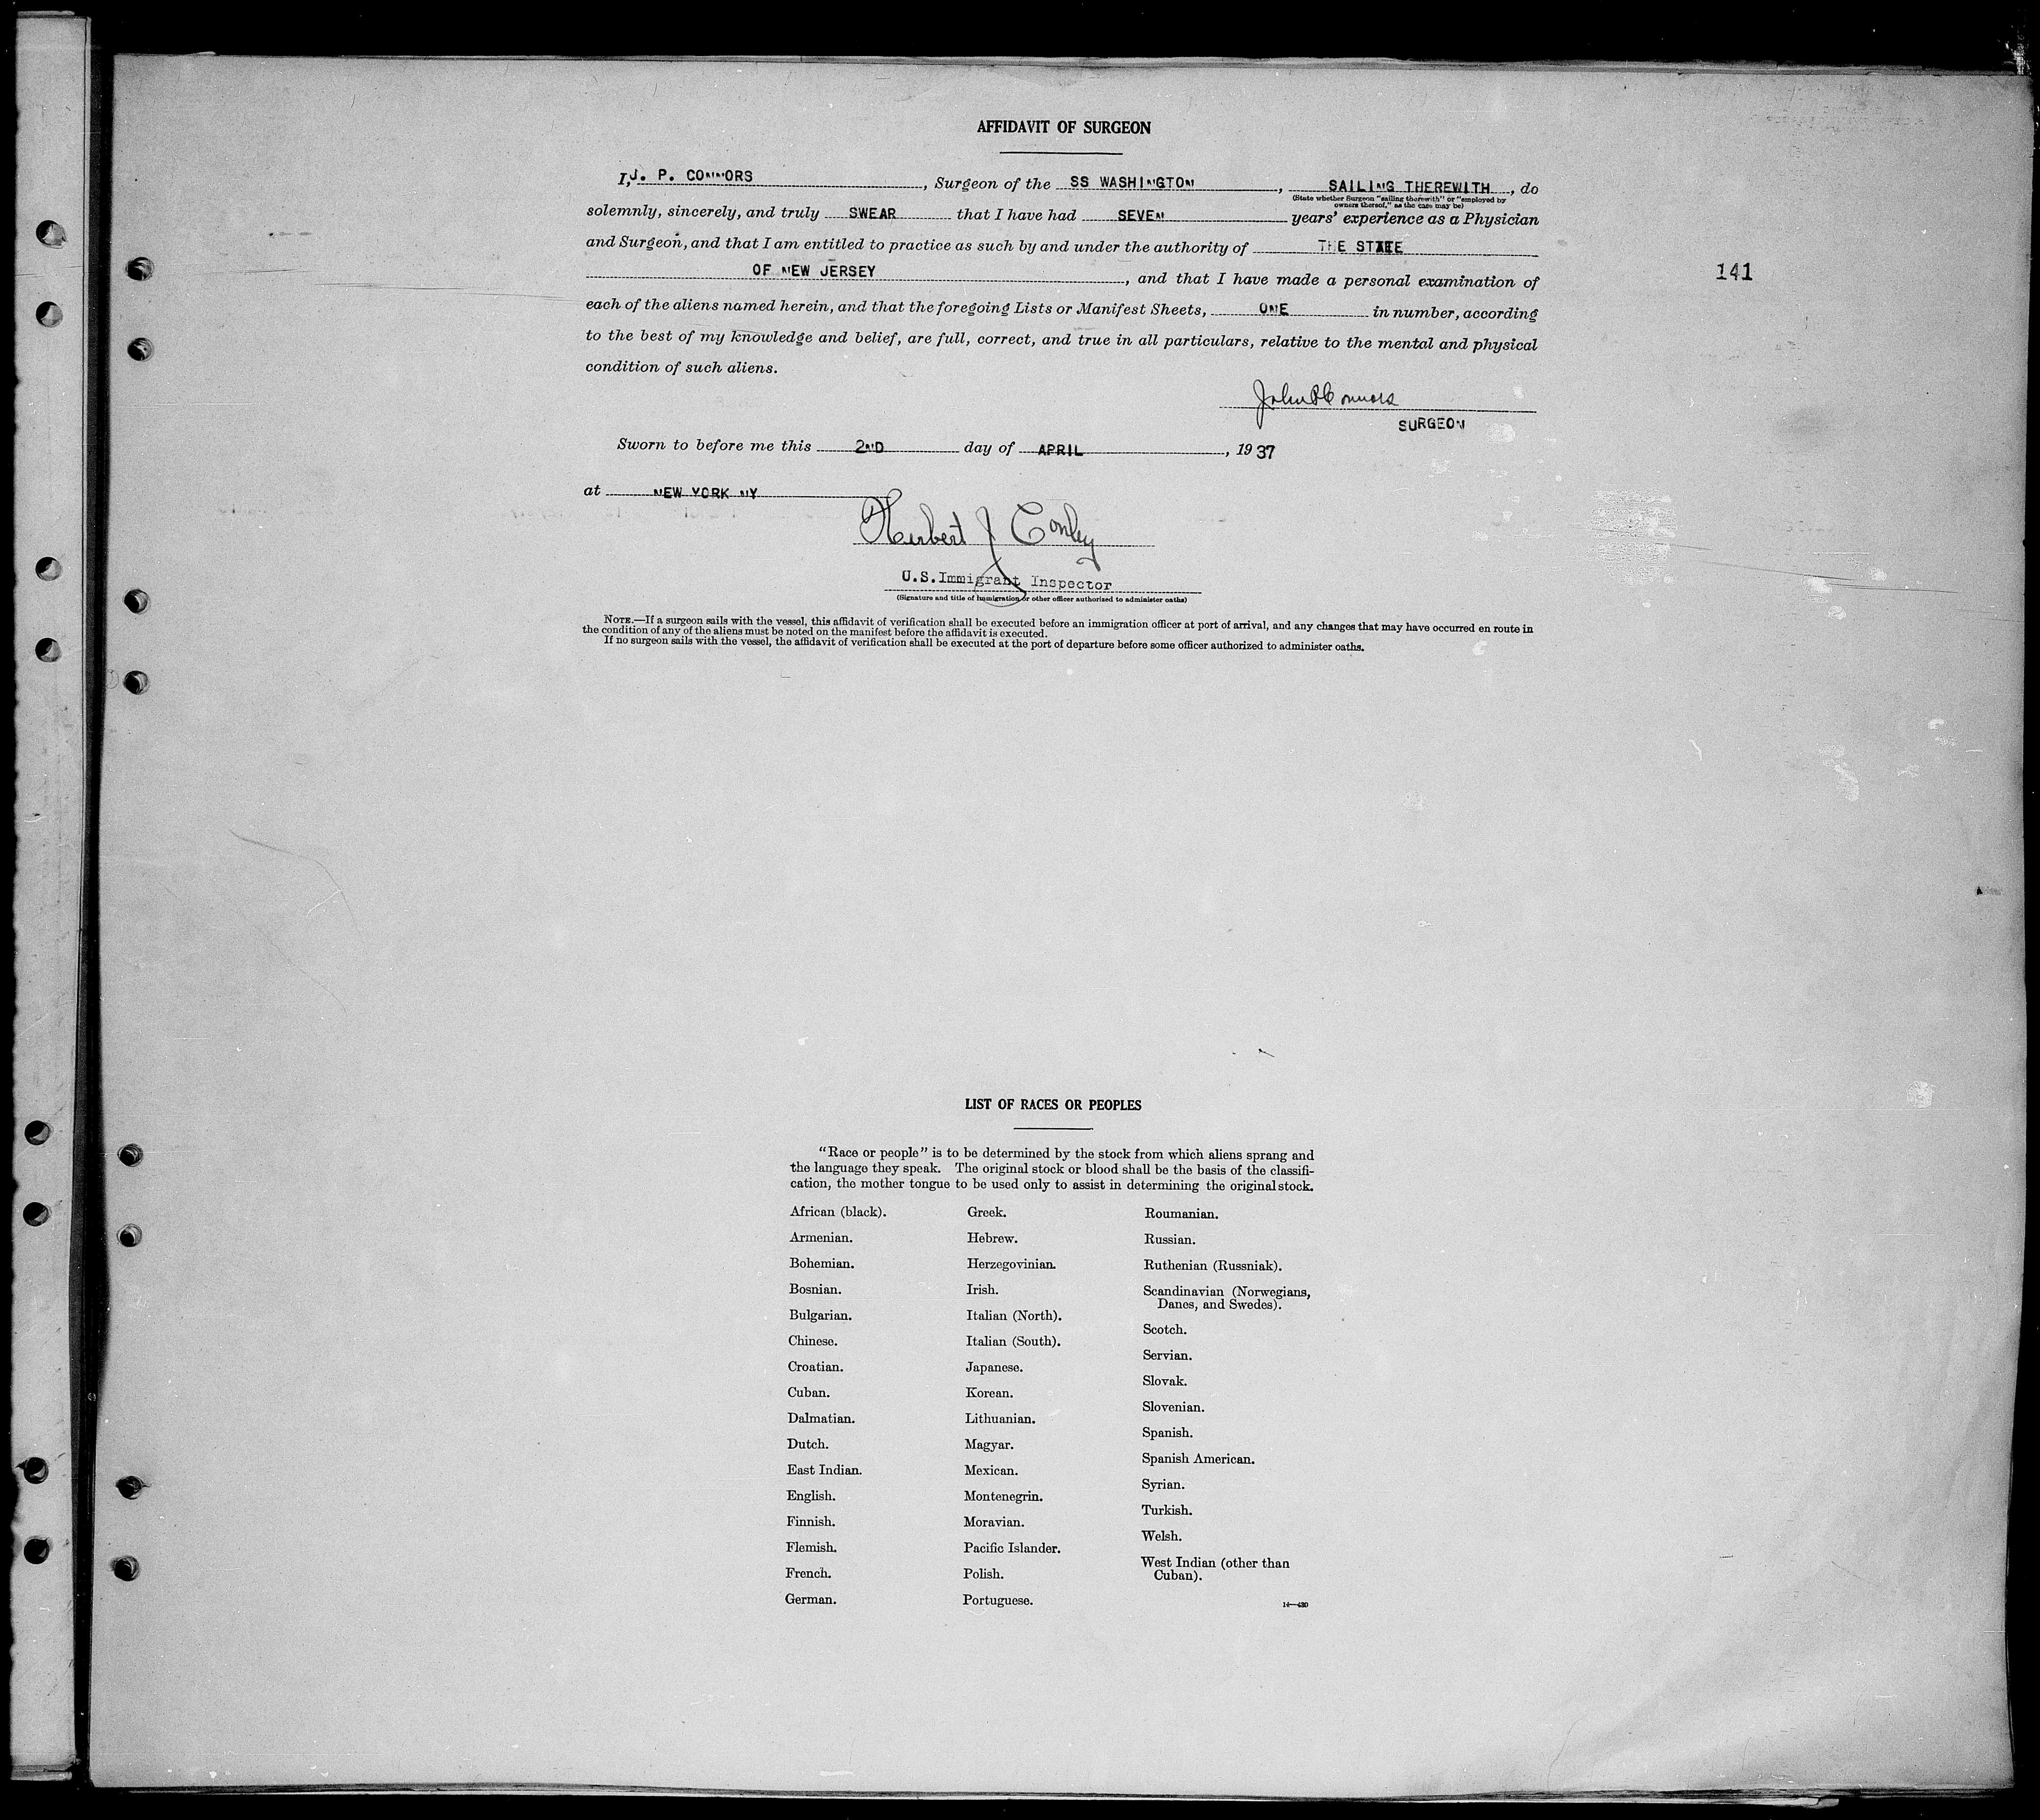 AFFIDAVIT OF SURGEON
I, J. P. CONNORS, Surgeon of the SS WASHINGTON, SAILING THEREWITH, do
(State whether Surgeon "sailing therewith" or "employed by
owners thereof," as the case may be)
solemnly, sincerely, and truly SWEAR that I have had SEVEN years' experience as a Physician
and Surgeon, and that I am entitled to practice as such by and under the authority of THE STATE
OF NEW JERSEY, and that I have made a personal examination of
141
each of the aliens named herein, and that the foregoing Lists or Manifest Sheets, ONE in number, according
to the best of my knowledge and belief, are full, correct, and true in all particulars, relative to the mental and physical
condition of such aliens.
John P Connors
SURGEON
Sworn to before me this 2ND day of APRIL, 1937
at NEW YORK NY
Herbert J Conley
U.S. Immigrant Inspector
(Signature and title of immigration or other officer authorized to administer oaths)
NOTE.—If a surgeon sails with the vessel, this affidavit of verification shall be executed before an immigration officer at port of arrival, and any changes that may have occurred en route in
the condition of any of the aliens must be noted on the manifest before the affidavit is executed.
If no surgeon sails with the vessel, the affidavit of verification shall be executed at the port of departure before some officer authorized to administer oaths.
LIST OF RACES OR PEOPLES
"Race or people" is to be determined by the stock from which aliens sprang and
the language they speak. The original stock or blood shall be the basis of the classifi-
cation, the mother tongue to be used only to assist in determining the original stock.
African (black).
Armenian.
Bohemian.
Bosnian.
Bulgarian.
Chinese.
Croatian.
Cuban.
Dalmatian.
Dutch.
East Indian.
English.
Finnish.
Flemish.
French.
German.
Greek.
Hebrew.
Herzegovinian.
Irish.
Italian (North).
Italian (South).
Japanese.
Korean.
Lithuanian.
Magyar.
Mexican.
Montenegrin.
Moravian.
Pacific Islander.
Polish.
Portuguese.
Roumanian.
Russian.
Ruthenian (Russniak).
Scandinavian (Norwegians,
Danes, and Swedes).
Scotch.
Servian.
Slovak.
Slovenian.
Spanish.
Spanish American.
Syrian.
Turkish.
Welsh.
West Indian (other than
Cuban).
14—430